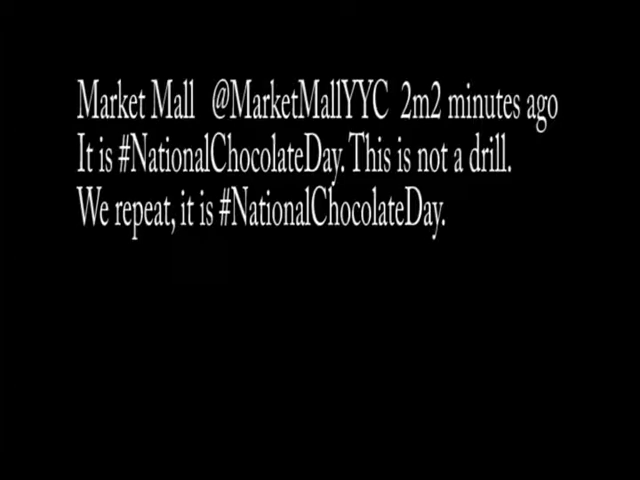 Market Mall @MarketMallYYC 2m2 minutes ago
It is #NationalChocolateDay. This is not a drill.
We repeat, it is #NationalChocolateDay.